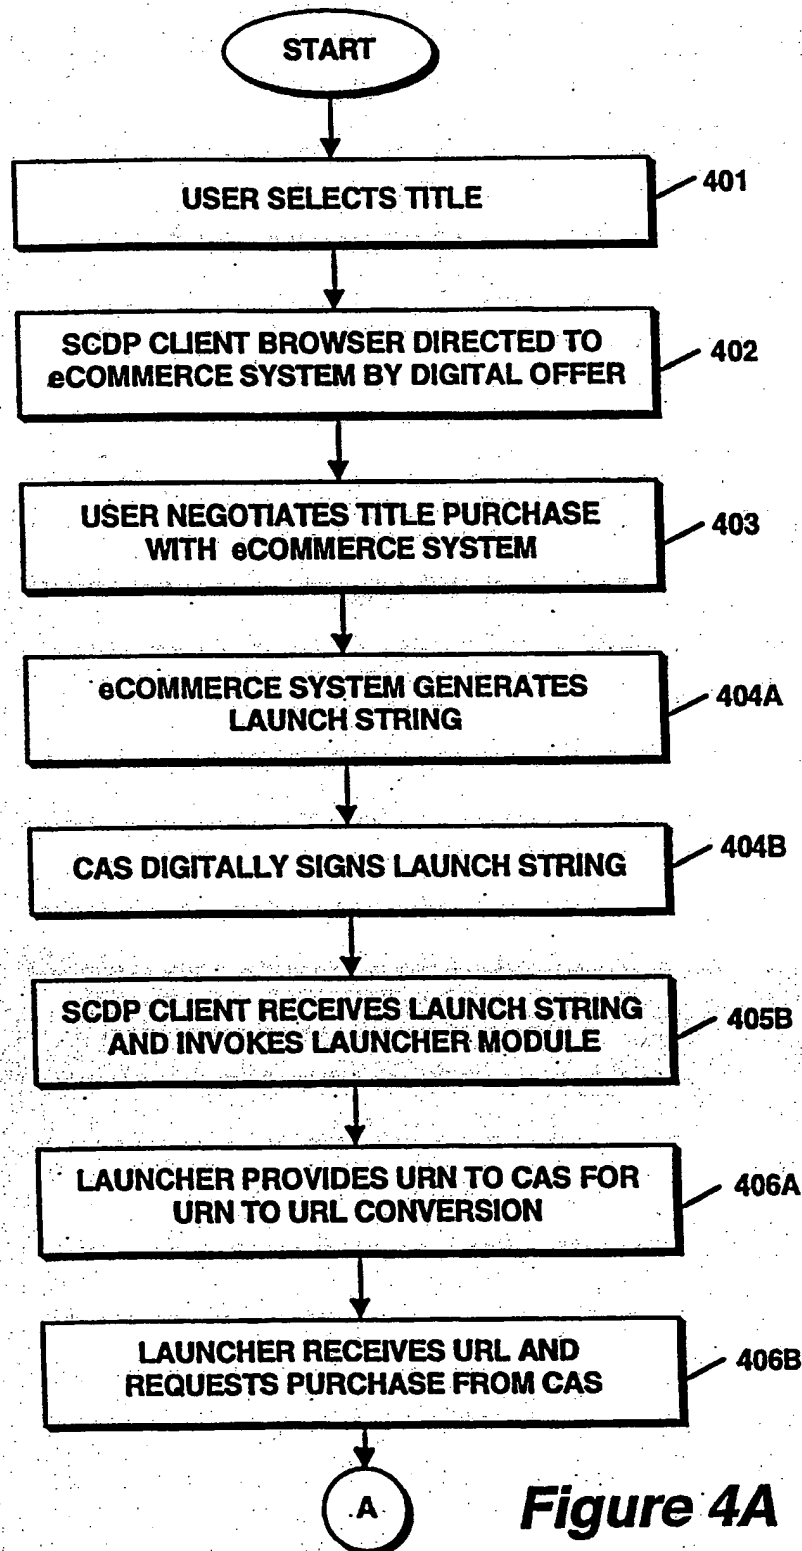 START
USER SELECTS TITLE
401
SCDP CLIENT BROWSER DIRECTED TO
eCOMMERCE SYSTEM BY DIGITAL OFFER
402
USER NEGOTIATES TITLE PURCHASE
WITH eCOMMERCE SYSTEM
403
eCOMMERCE SYSTEM GENERATES
LAUNCH STRING
404A
CAS DIGITALLY SIGNS LAUNCH STRING
404B
SCDP CLIENT RECEIVES LAUNCH STRING
AND INVOKES LAUNCHER MODULE
405B
LAUNCHER PROVIDES URN TO CAS FOR
URN TO URL CONVERSION
406A
LAUNCHER RECEIVES URL AND
REQUESTS PURCHASE FROM CAS
406B
A
Figure 4A